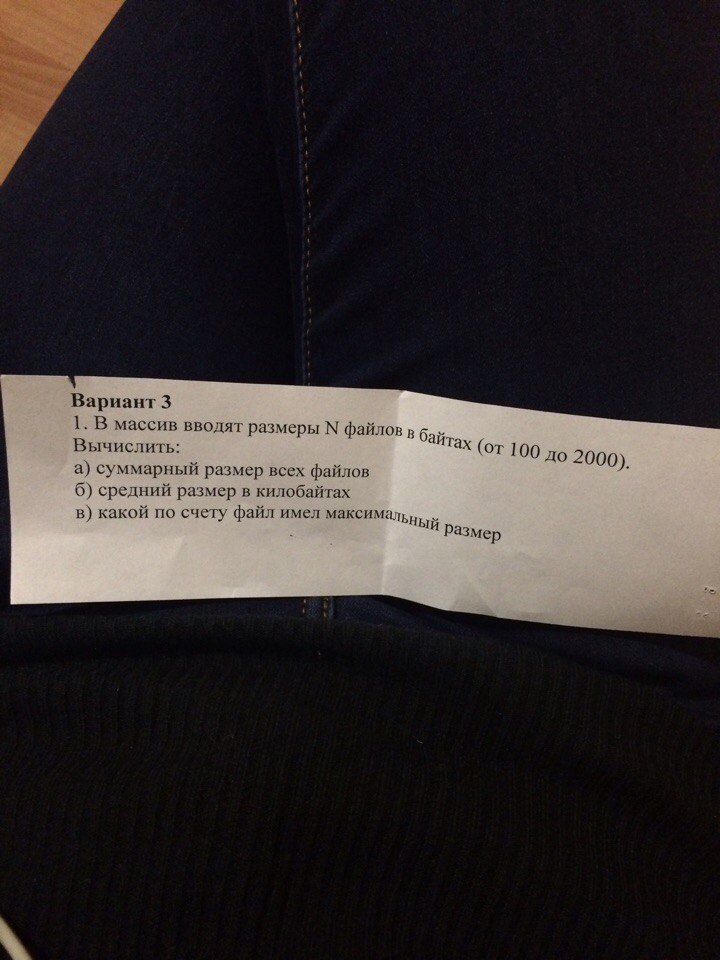 Вариант 3
1. В массив вводят размеры N файлов в байтах (от 100 до 2000).
Вычислить:
а) суммарный размер всех файлов
б) средний размер в килобайтах
в) какой по счету файл имел максимальный размер